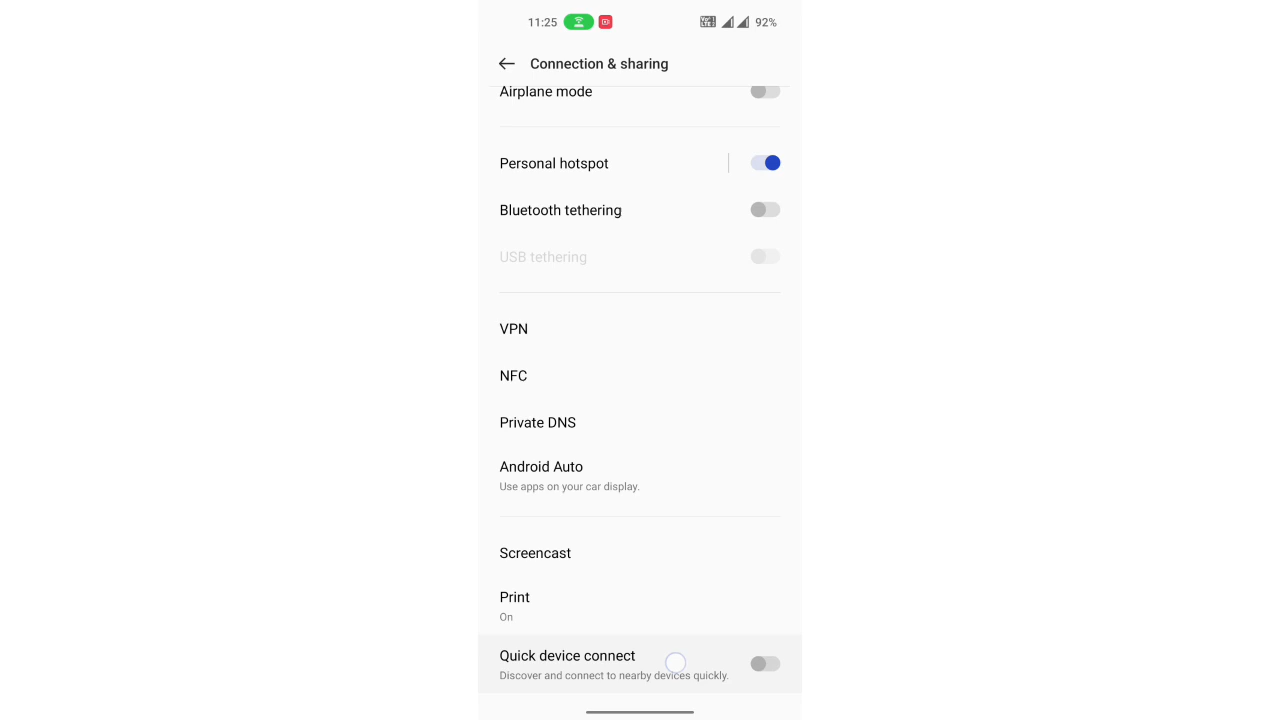 11:25 92%
Connection & sharing
Airplane mode
Personal hotspot
Bluetooth tethering
USB tethering
VPN
NFC
Private DNS
Android Auto
Use apps on your car display.
Screencast
Print
On
Quick device connect
Discover and connect to nearby devices quickly.